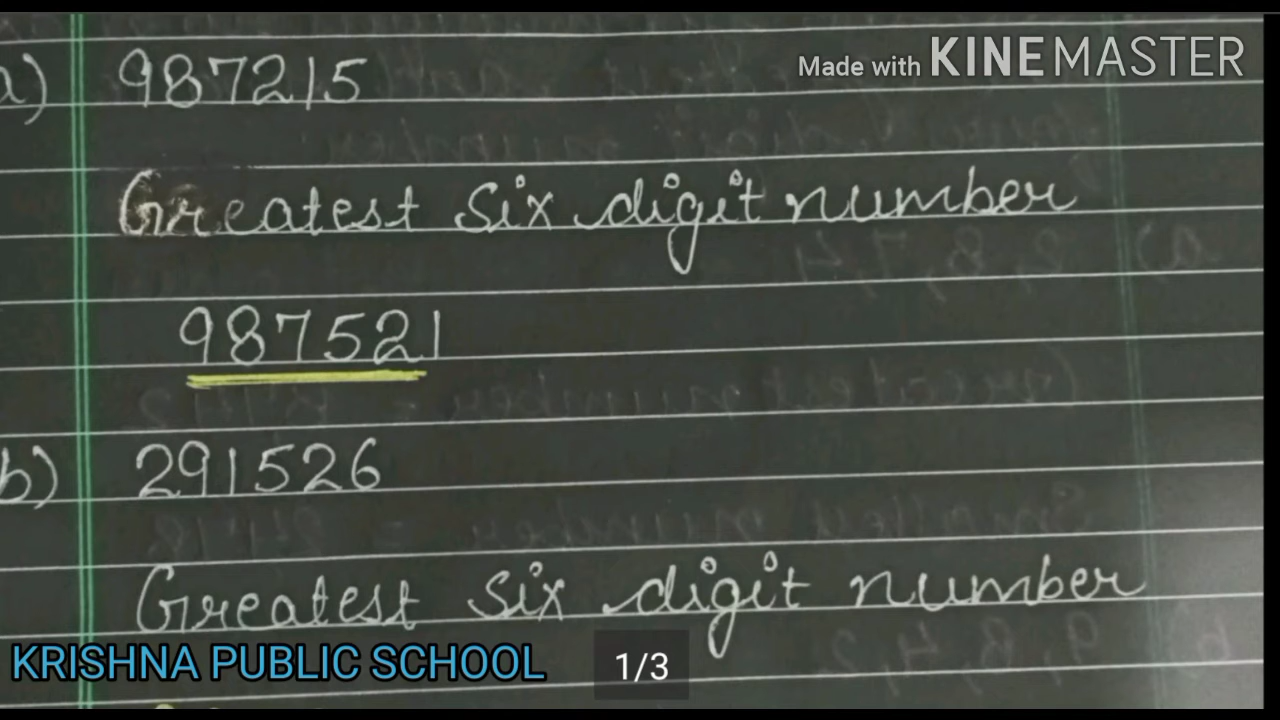 Made with KINEMASTER
a) 987215
Greatest six digit number
987521
b) 291526
Greatest six digit number
KRISHNA PUBLIC SCHOOL
1/3